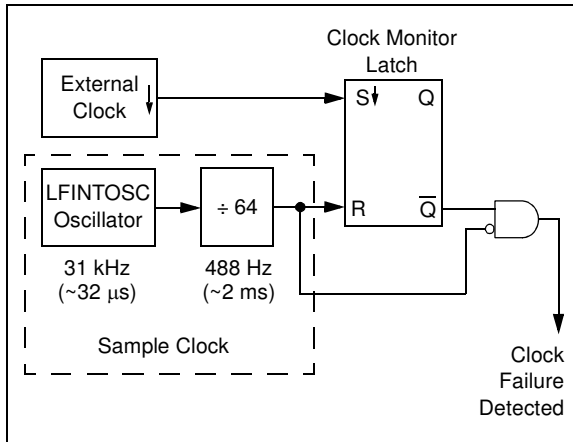 Clock Monitor
Latch
External
Clock
S
Q
LFINTOSC
Oscillator
÷ 64
R
Q̅
31 kHz
(~32 μs)
488 Hz
(~2 ms)
Sample Clock
Clock
Failure
Detected